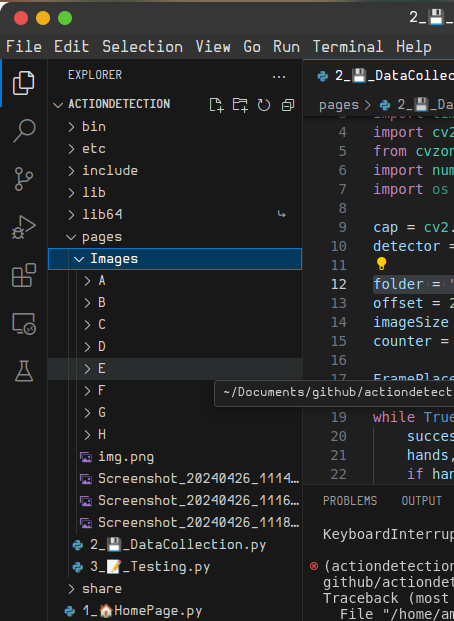 2_💾_
File Edit Selection View Go Run Terminal Help
EXPLORER
...
ACTIONDETECTION
bin
etc
include
lib
lib64
pages
Images
A
B
C
D
E
F
G
H
img.png
Screenshot_20240426_1114...
Screenshot_20240426_1116...
Screenshot_20240426_1118...
2_💾_DataCollection.py
3_📝_Testing.py
share
1_🏠HomePage.py
2_💾_DataCollec
pages > 2_💾_Da
4 import cv2
5 from cvzon
6 import num
7 import os
8
9 cap = cv2.
10 detector =
11
12 folder = '
13 offset = 2
14 imageSize
15 counter =
~/Documents/github/actiondetect
19 while True
20 succes
21 hands,
22 if han
PROBLEMS OUTPUT
KeyboardInterrup
(actiondetection
github/actiondet
Traceback (most
File "/home/am